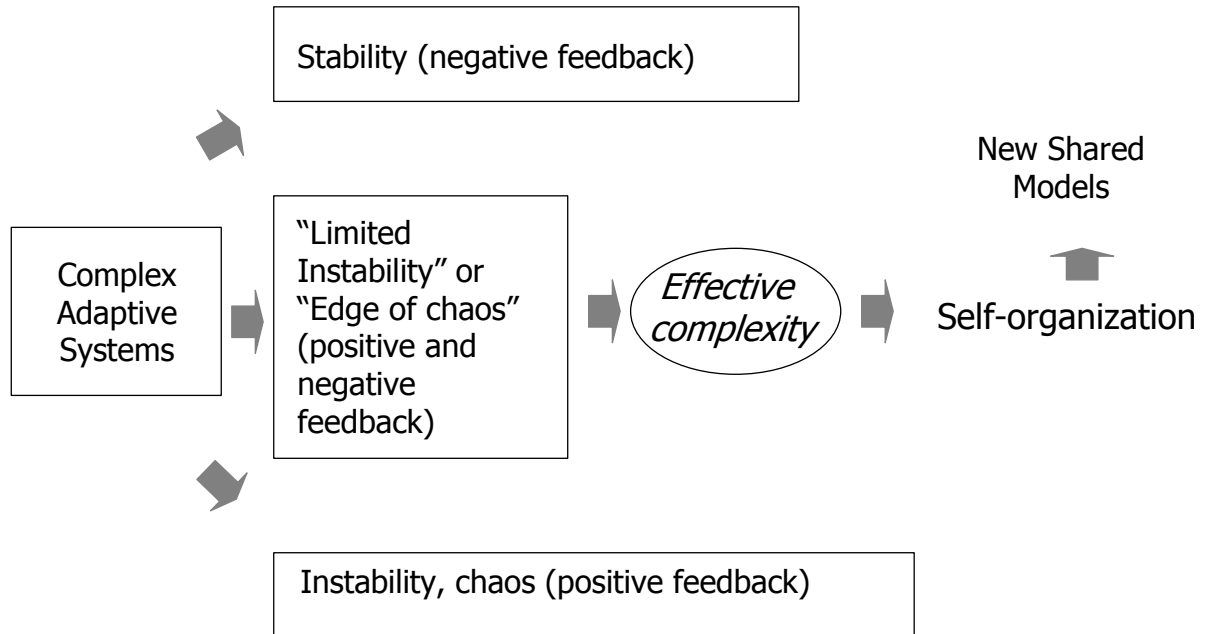 Stability (negative feedback)
New Shared
Models
Complex
Adaptive
Systems
“Limited
Instability” or
“Edge of chaos”
(positive and
negative
feedback)
Effective
complexity
Self-organization
Instability, chaos (positive feedback)